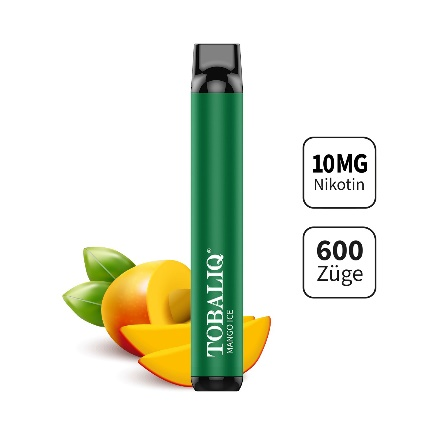 TOBALIQ®
MANGO ICE
10MG
Nikotin
600
Züge